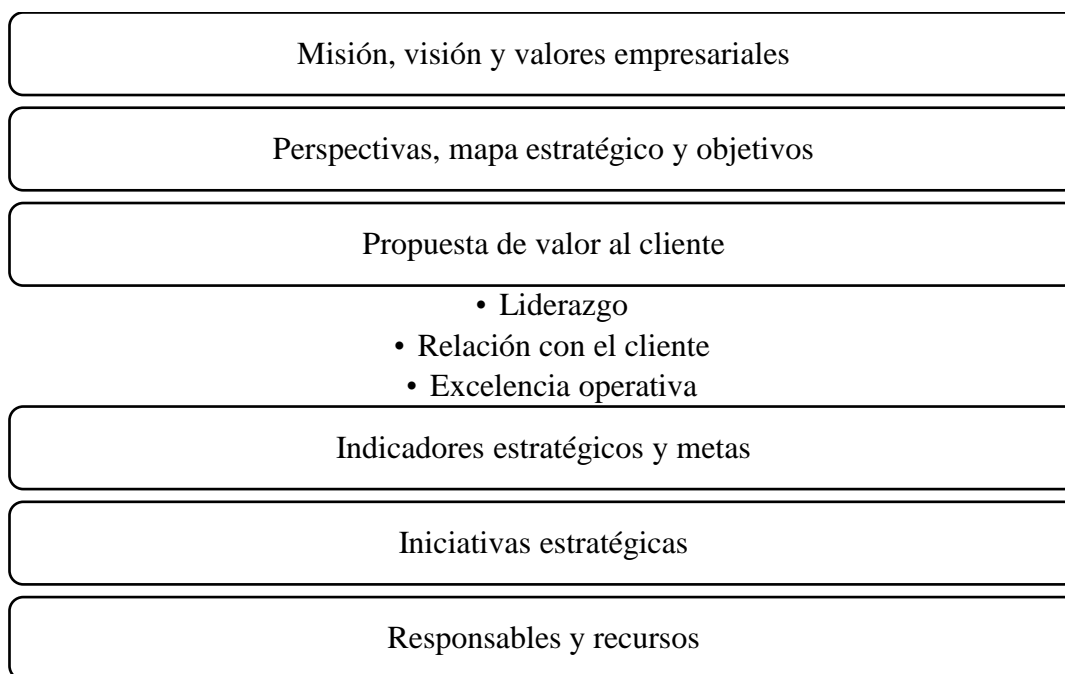 Misión, visión y valores empresariales
Perspectivas, mapa estratégico y objetivos
Propuesta de valor al cliente
• Liderazgo
• Relación con el cliente
• Excelencia operativa
Indicadores estratégicos y metas
Iniciativas estratégicas
Responsables y recursos